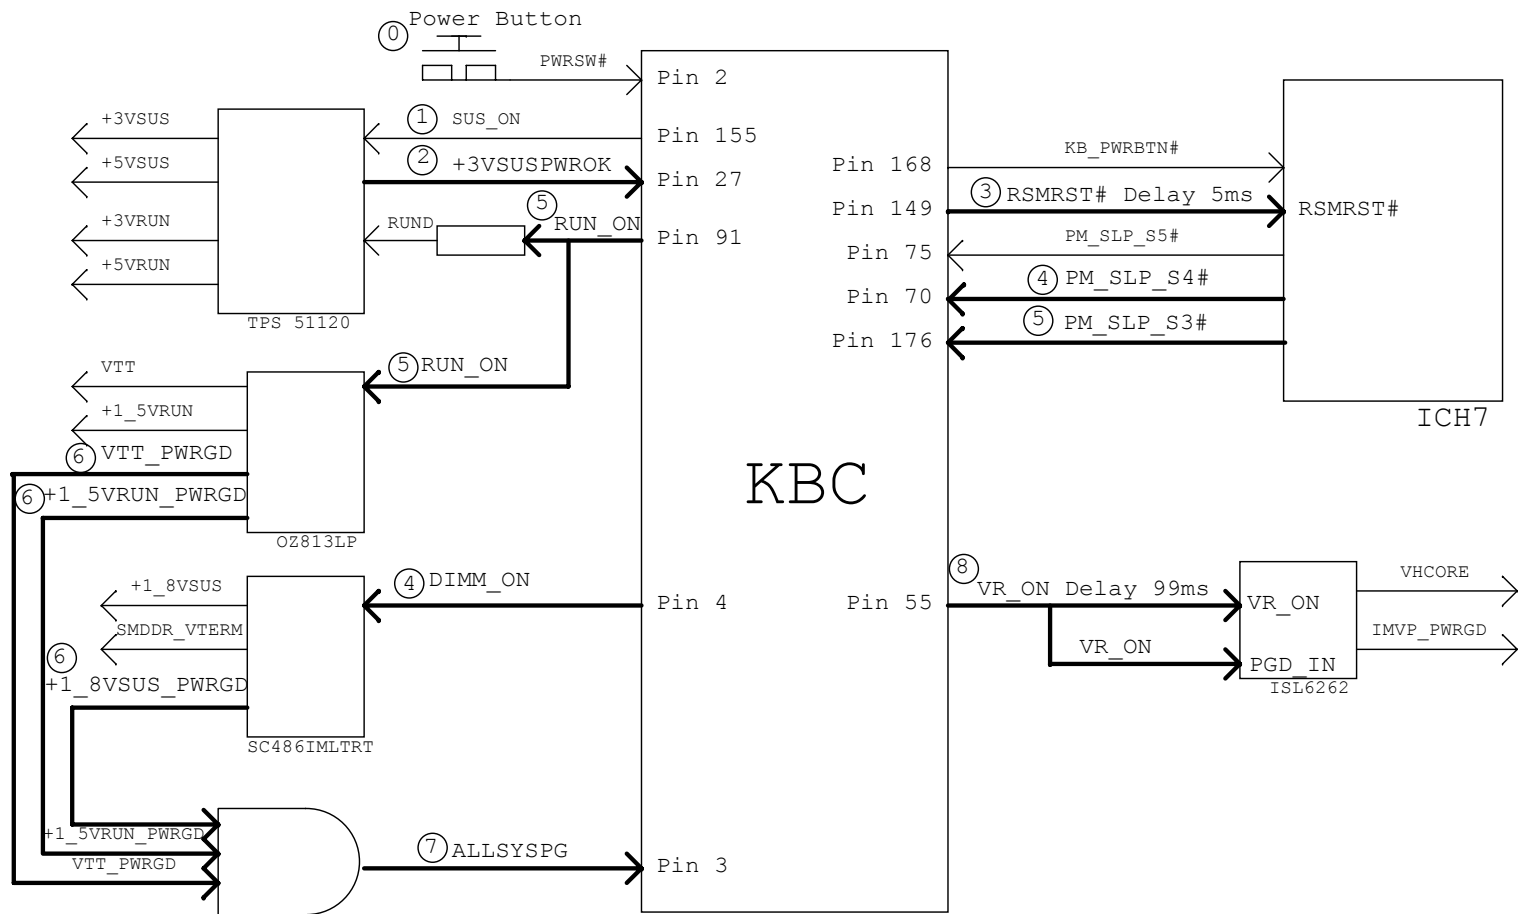 Power Button
0
PWRSW#
Pin 2
+3VSUS
1
SUS_ON
Pin 155
KB_PWRBTN#
+5VSUS
2
+3VSUSPWROK
Pin 27
Pin 168
3
RSMRST# Delay 5ms
RSMRST#
+3VRUN
RUND
5
RUN_ON
Pin 91
Pin 149
PM_SLP_S5#
Pin 75
+5VRUN
4
PM_SLP_S4#
Pin 70
TPS 51120
5
PM_SLP_S3#
Pin 176
VTT
5
RUN_ON
+1_5VRUN
ICH7
6
VTT_PWRGD
6
+1_5VRUN_PWRGD
KBC
OZ813LP
+1_8VSUS
4
DIMM_ON
Pin 4
Pin 55
8
VR_ON Delay 99ms
VR_ON
VHCORE
SMDDR_VTERM
IMVP_PWRGD
6
VR_ON
PGD_IN
+1_8VSUS_PWRGD
ISL6262
SC486IMLTRT
+1_5VRUN_PWRGD
7
ALLSYSPG
Pin 3
VTT_PWRGD